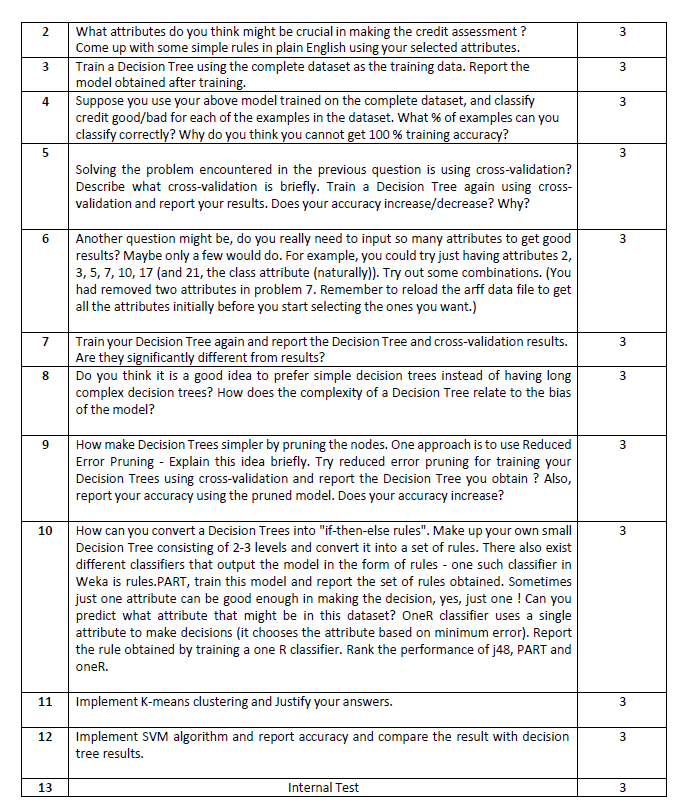 2 What attributes do you think might be crucial in making the credit assessment ? 3
Come up with some simple rules in plain English using your selected attributes.
3 Train a Decision Tree using the complete dataset as the training data. Report the 3
model obtained after training.
4 Suppose you use your above model trained on the complete dataset, and classify 3
credit good/bad for each of the examples in the dataset. What % of examples can you
classify correctly? Why do you think you cannot get 100 % training accuracy?
5 3
Solving the problem encountered in the previous question is using cross-validation?
Describe what cross-validation is briefly. Train a Decision Tree again using cross-
validation and report your results. Does your accuracy increase/decrease? Why?
6 Another question might be, do you really need to input so many attributes to get good 3
results? Maybe only a few would do. For example, you could try just having attributes 2,
3, 5, 7, 10, 17 (and 21, the class attribute (naturally)). Try out some combinations. (You
had removed two attributes in problem 7. Remember to reload the arff data file to get
all the attributes initially before you start selecting the ones you want.)
7 Train your Decision Tree again and report the Decision Tree and cross-validation results. 3
Are they significantly different from results?
8 Do you think it is a good idea to prefer simple decision trees instead of having long 3
complex decision trees? How does the complexity of a Decision Tree relate to the bias
of the model?
9 How make Decision Trees simpler by pruning the nodes. One approach is to use Reduced 3
Error Pruning - Explain this idea briefly. Try reduced error pruning for training your
Decision Trees using cross-validation and report the Decision Tree you obtain ? Also,
report your accuracy using the pruned model. Does your accuracy increase?
10 How can you convert a Decision Trees into "if-then-else rules". Make up your own small 3
Decision Tree consisting of 2-3 levels and convert it into a set of rules. There also exist
different classifiers that output the model in the form of rules - one such classifier in
Weka is rules.PART, train this model and report the set of rules obtained. Sometimes
just one attribute can be good enough in making the decision, yes, just one ! Can you
predict what attribute that might be in this dataset? OneR classifier uses a single
attribute to make decisions (it chooses the attribute based on minimum error). Report
the rule obtained by training a one R classifier. Rank the performance of j48, PART and
oneR.
11 Implement K-means clustering and Justify your answers. 3
12 Implement SVM algorithm and report accuracy and compare the result with decision 3
tree results.
13 Internal Test 3